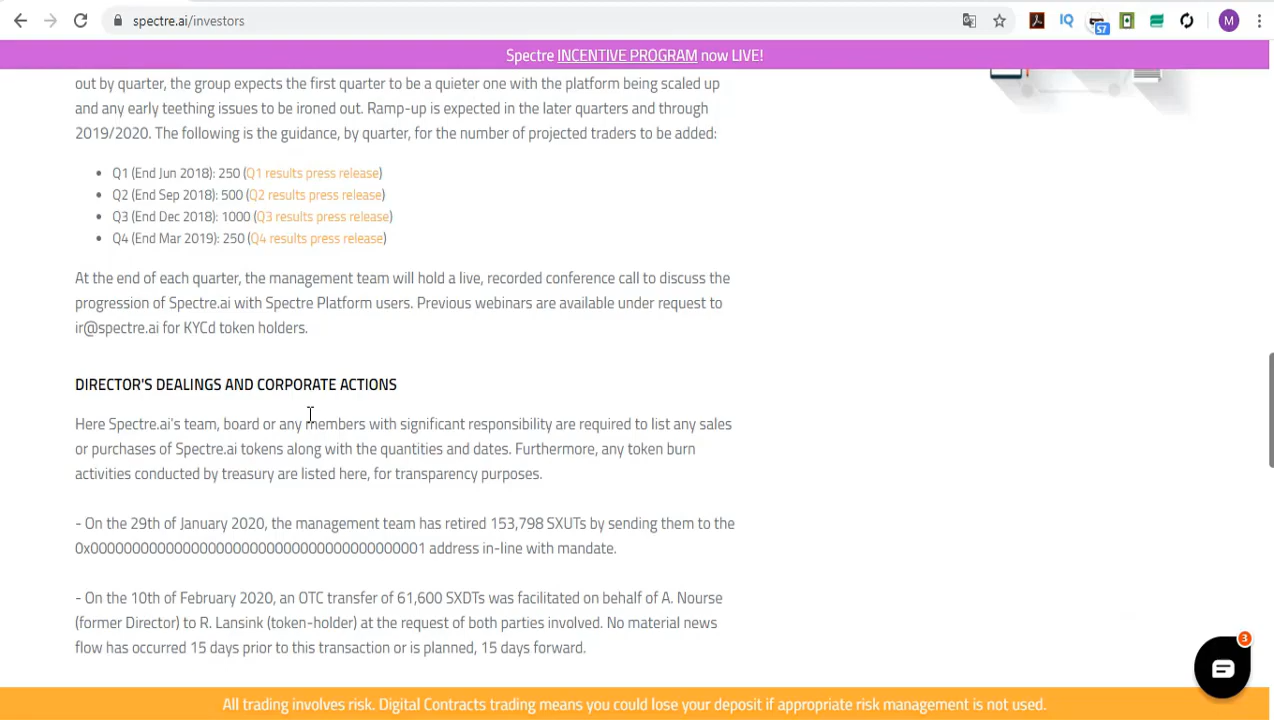 spectre.ai/investors
57
M
Spectre INCENTIVE PROGRAM now LIVE!
out by quarter, the group expects the first quarter to be a quieter one with the platform being scaled up
and any early teething issues to be ironed out. Ramp-up is expected in the later quarters and through
2019/2020. The following is the guidance, by quarter, for the number of projected traders to be added:
• Q1 (End Jun 2018): 250 (Q1 results press release)
• Q2 (End Sep 2018): 500 (Q2 results press release)
• Q3 (End Dec 2018): 1000 (Q3 results press release)
• Q4 (End Mar 2019): 250 (Q4 results press release)
At the end of each quarter, the management team will hold a live, recorded conference call to discuss the
progression of Spectre.ai with Spectre Platform users. Previous webinars are available under request to
ir@spectre.ai for KYCd token holders.
DIRECTOR'S DEALINGS AND CORPORATE ACTIONS
Here Spectre.ai's team, board or any members with significant responsibility are required to list any sales
or purchases of Spectre.ai tokens along with the quantities and dates. Furthermore, any token burn
activities conducted by treasury are listed here, for transparency purposes.
- On the 29th of January 2020, the management team has retired 153,798 SXUTs by sending them to the
0x0000000000000000000000000000000000000001 address in-line with mandate.
- On the 10th of February 2020, an OTC transfer of 61,600 SXDTs was facilitated on behalf of A. Nourse
(former Director) to R. Lansink (token-holder) at the request of both parties involved. No material news
flow has occurred 15 days prior to this transaction or is planned, 15 days forward.
3
All trading involves risk. Digital Contracts trading means you could lose your deposit if appropriate risk management is not used.